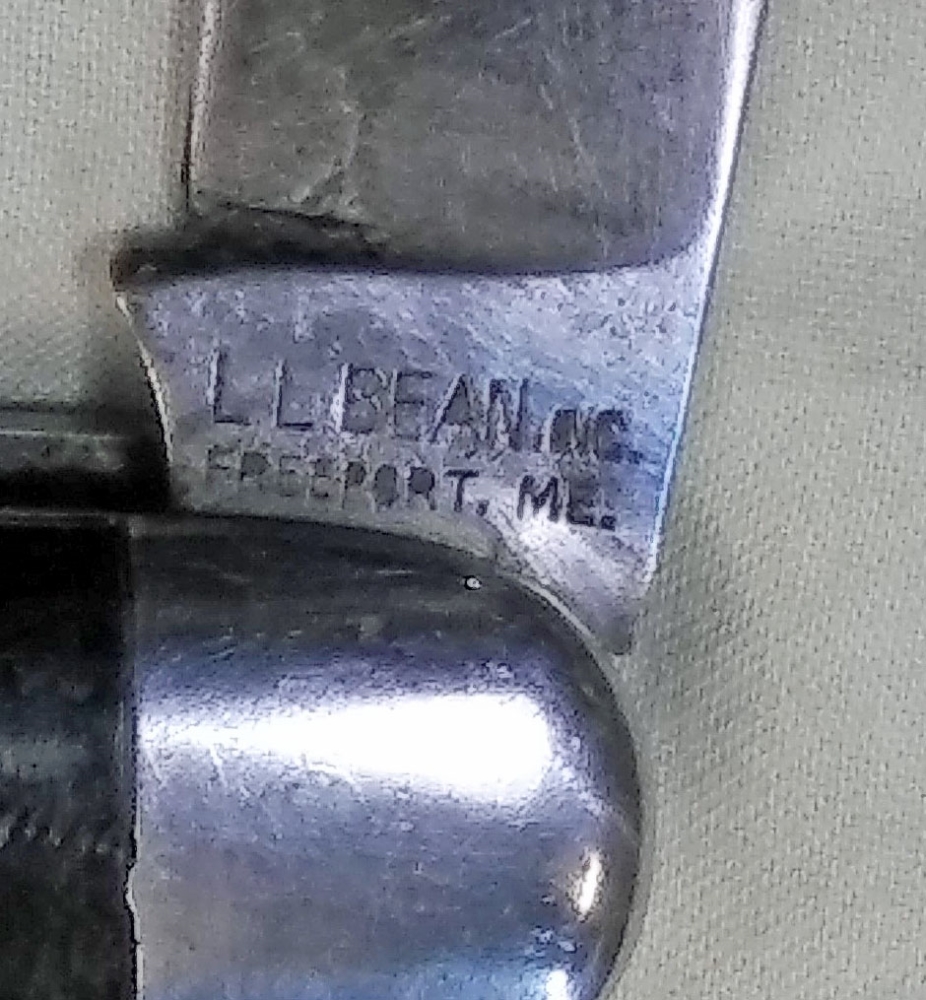 L L BEAN INC.
FREEPORT, ME.